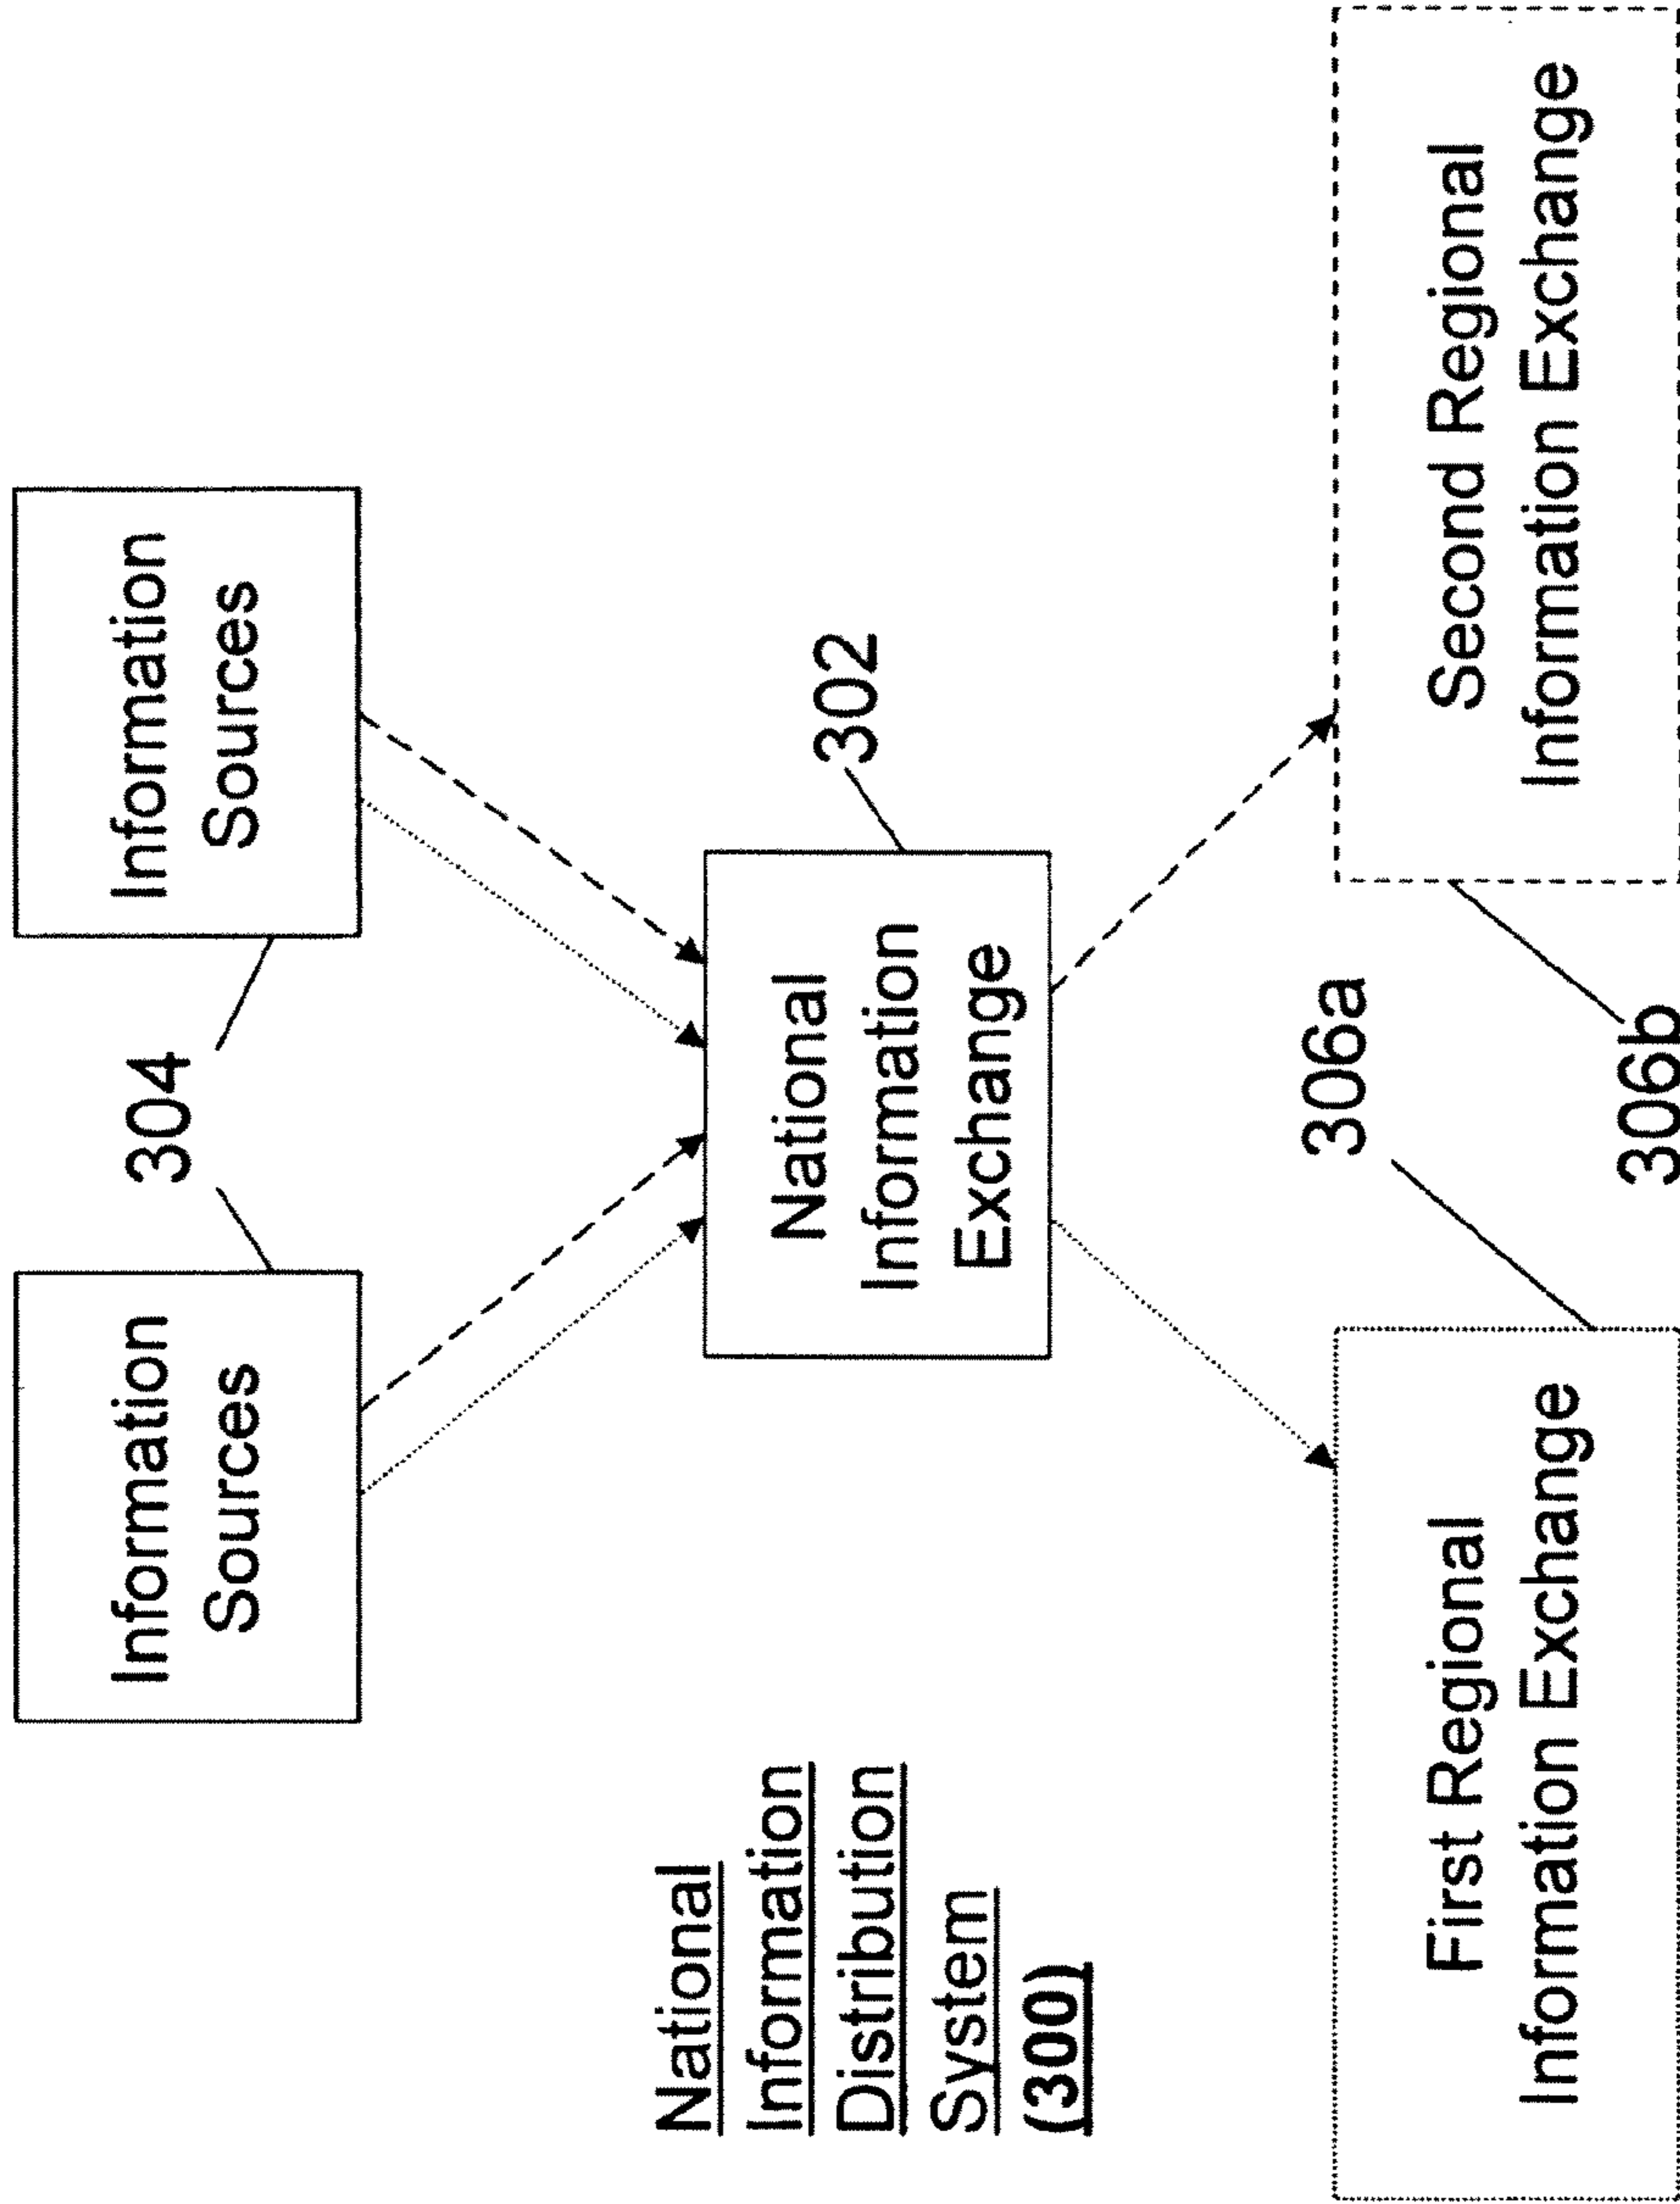 Information
Sources
304
Information
Sources
National
Information
Distribution
System
(300)
National
Information
Exchange
302
First Regional
Information Exchange
306a
306b
Second Regional
Information Exchange